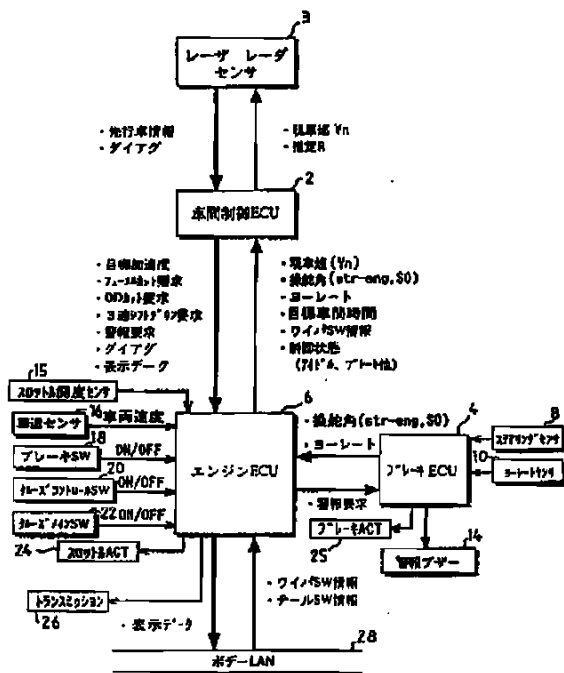 3
レーザ レーダ
センサ
・先行車情報
・ダイアグ
・現車速 Vn
・推定R
2
車間制御ECU
・目標加速度
・フューエルカット要求
・ODカット要求
・3速シフトダウン要求
・警報要求
・ダイアグ
・表示データ
・現車速(Vn)
・操舵角(str-eng,S0)
・ヨーレート
・目標車間時間
・ワイパSW情報
・制御状態
(アイドル、ブレーキ位)
15
スロットル開度センサ
16
車速センサ
車両速度
18
ブレーキSW
ON/OFF
20
クルーズコントロールSW
ON/OFF
22
クルーズメインSW
ON/OFF
24
スロットルACT
26
トランスミッション
6
エンジンECU
・操舵角(str-eng,S0)
・ヨーレート
・警報要求
4
ブレーキECU
8
ステアリングセンサ
10
ヨーレートセンサ
25
ブレーキACT
14
警報ブザー
・表示データ
・ワイパSW情報
・テールSW情報
28
ボデーLAN